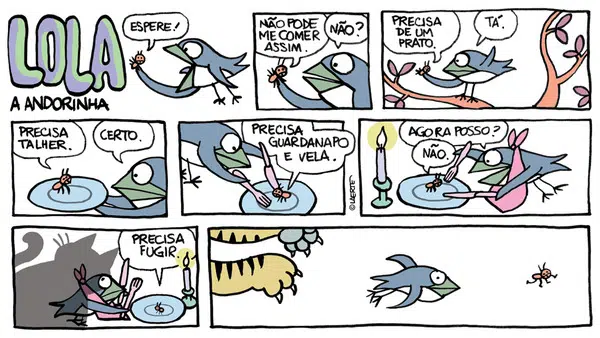 LOLA
A ANDORINHA
ESPERE!
NÃO PODE
ME COMER
ASSIM.
NÃO?
PRECISA
DE UM
PRATO.
TÁ.
PRECISA
TALHER.
CERTO.
PRECISA
GUARDANAPO
E VELA.
©LAERTE
AGORA POSSO?
NÃO.
PRECISA
FUGIR.